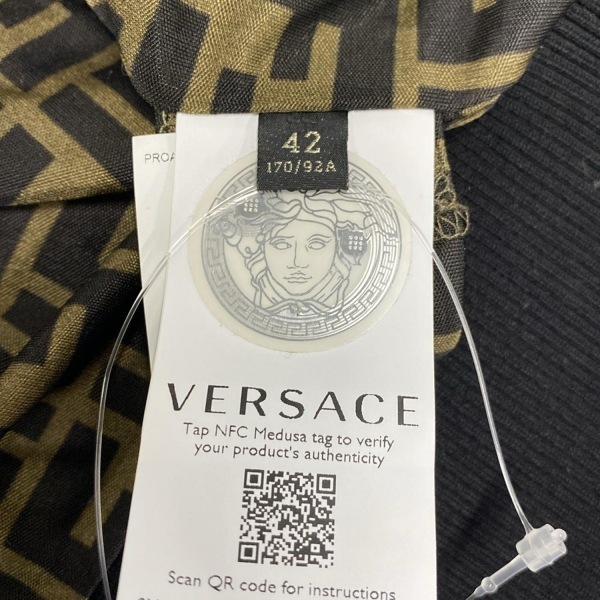 42
170/92A
PROA
VERSACE
Tap NFC Medusa tag to verify
your product's authenticity
Scan QR code for instructions